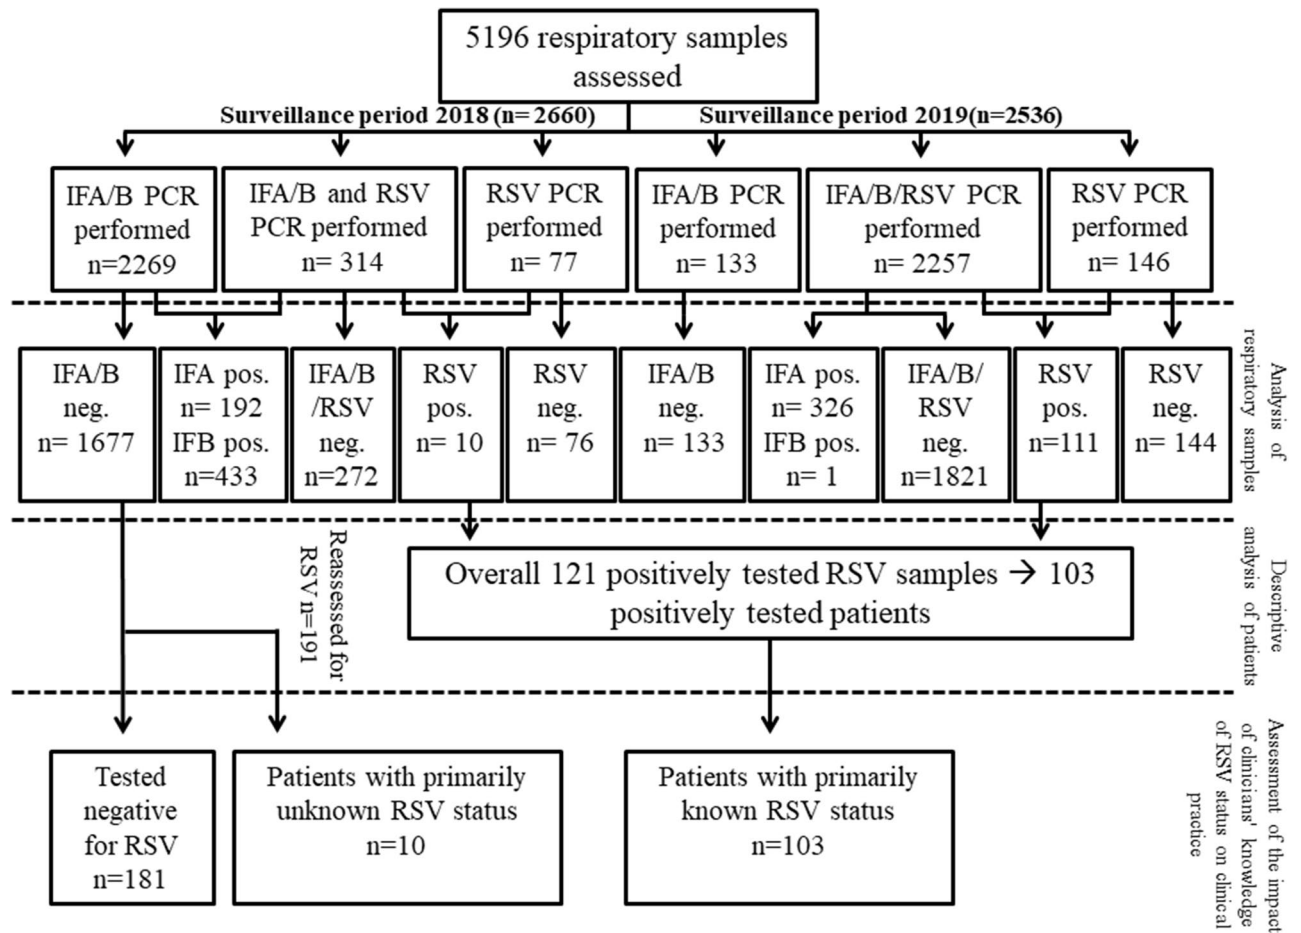 5196 respiratory samples
assessed
Surveillance period 2018 (n= 2660)
Surveillance period 2019(n=2536)
IFA/B PCR
performed
n=2269
IFA/B and RSV
PCR performed
n= 314
RSV PCR
performed
n= 77
IFA/B PCR
performed
n= 133
IFA/B/RSV PCR
performed
n= 2257
RSV PCR
performed
n= 146
IFA/B
neg.
n= 1677
IFA pos.
n= 192
IFB pos.
n=433
IFA/B
/RSV
neg.
n=272
RSV
pos.
n= 10
RSV
neg.
n= 76
IFA/B
neg.
n= 133
IFA pos.
n= 326
IFB pos.
n= 1
IFA/B/
RSV
neg.
n=1821
RSV
pos.
n=111
RSV
neg.
n= 144
Analysis of
respiratory samples
Reassessed for
RSV n=191
Overall 121 positively tested RSV samples → 103
positively tested patients
Descriptive
analysis of patients
Tested
negative
for RSV
n=181
Patients with primarily
unknown RSV status
n=10
Patients with primarily
known RSV status
n=103
Assessment of the impact
of clinicians' knowledge
of RSV status on clinical
practice